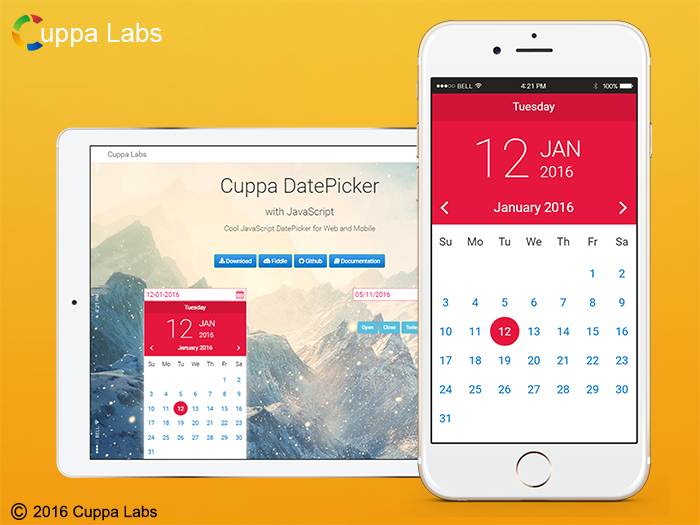 Cuppa Labs
Cuppa Labs
Cuppa DatePicker
with JavaScript
Cool JavaScript DatePicker for Web and Mobile
Download Fiddle Github Documentation
12-01-2016
Tuesday
12 JAN
2016
January 2016
Su Mo Tu We Th Fr Sa
1 2
3 4 5 6 7 8 9
10 11 12 13 14 15 16
17 18 19 20 21 22 23
24 25 26 27 28 29 30
31
05/11/2016
Open Close Toda
BELL 4:21 PM 100%
Tuesday
12 JAN
2016
January 2016
Su Mo Tu We Th Fr Sa
1 2
3 4 5 6 7 8 9
10 11 12 13 14 15 16
17 18 19 20 21 22 23
24 25 26 27 28 29 30
31
© 2016 Cuppa Labs